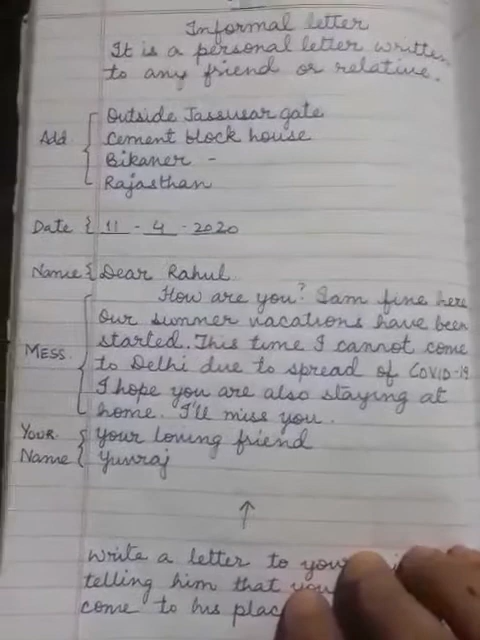 Informal letter
It is a personal letter written
to any friend or relative.
Add
Outside Jassusar gate
Cement block house
Bikaner -
Rajasthan
Date 11 - 4 - 2020
Name Dear Rahul
How are you? I am fine here
Our summer vacations have been
started. This time I cannot come
MESS.
to Delhi due to spread of COVID-19
I hope you are also staying at
home. I'll miss you.
Your Your loving friend
Name Yuvraj
↑
Write a letter to your
telling him that you
come to his place